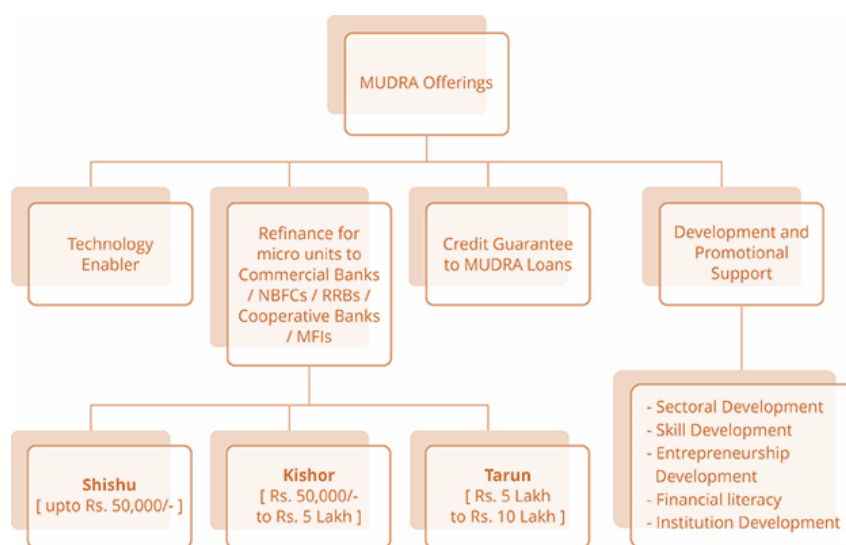 MUDRA Offerings
Technology
Enabler
Refinance for
micro units to
Commercial Banks
/ NBFCs / RRBs /
Cooperative Banks
/ MFIs
Credit Guarantee
to MUDRA Loans
Development and
Promotional
Support
Shishu
[ upto Rs. 50,000/- ]
Kishor
[ Rs. 50,000/-
to Rs. 5 Lakh ]
Tarun
[ Rs. 5 Lakh
to Rs. 10 Lakh ]
- Sectoral Development
- Skill Development
- Entrepreneurship
Development
- Financial literacy
- Institution Development